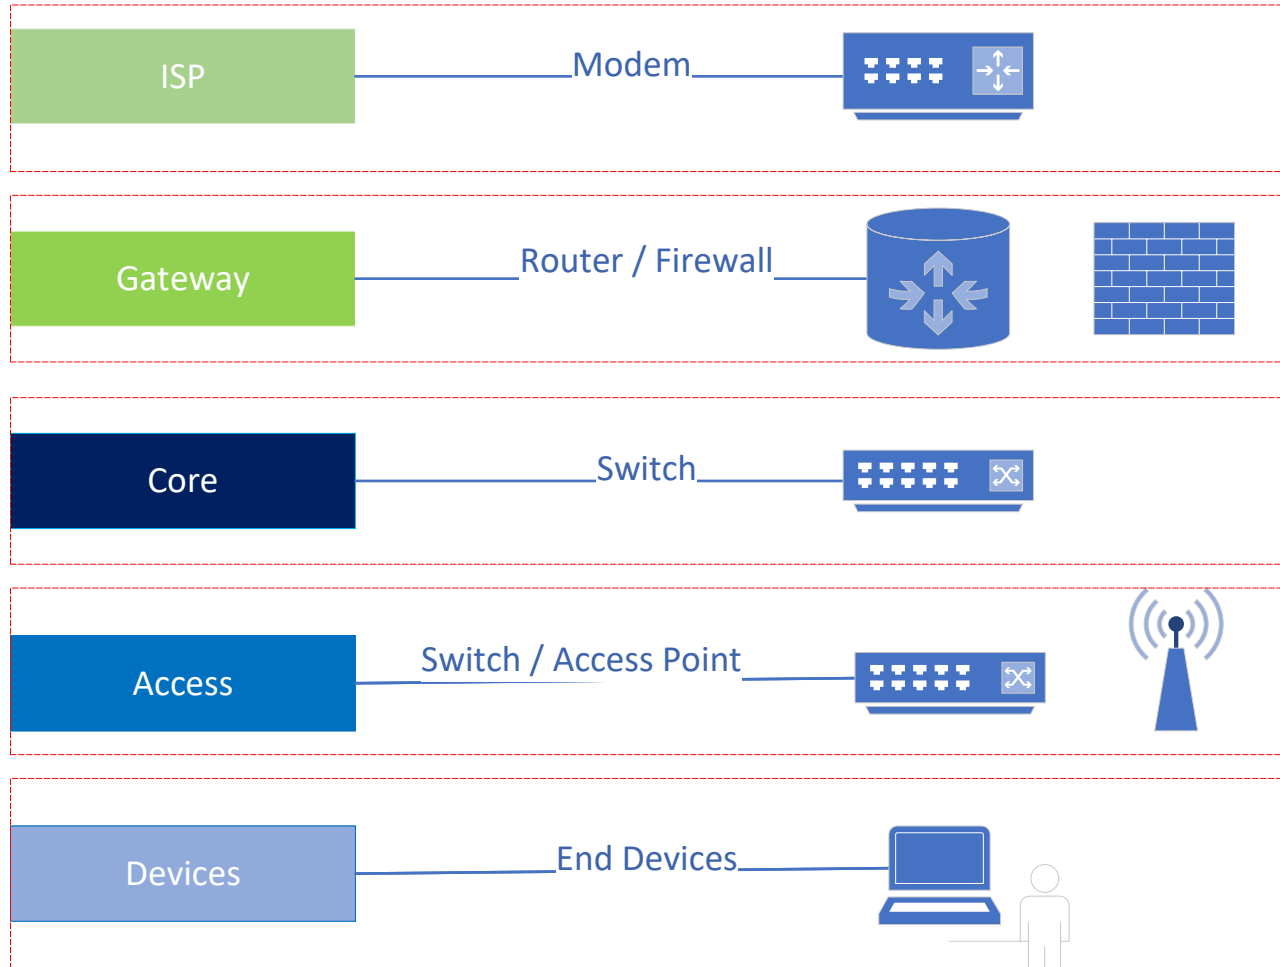 ISP
Modem
Gateway
Router / Firewall
Core
Switch
Access
Switch / Access Point
Devices
End Devices